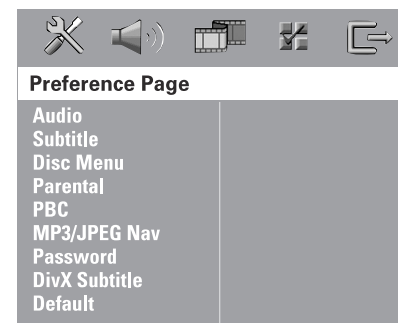 Preference Page
Audio
Subtitle
Disc Menu
Parental
PBC
MP3/JPEG Nav
Password
DivX Subtitle
Default